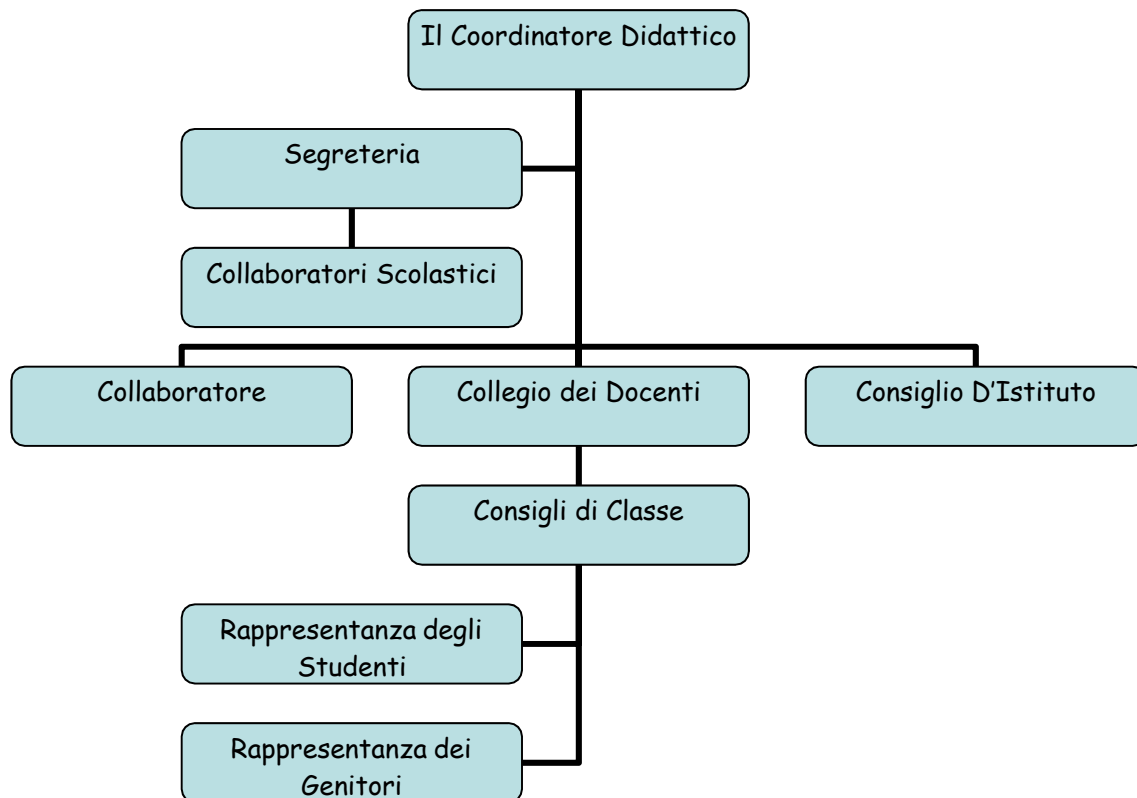 Il Coordinatore Didattico
Segreteria
Collaboratori Scolastici
Collaboratore
Collegio dei Docenti
Consiglio D'Istituto
Consigli di Classe
Rappresentanza degli
Studenti
Rappresentanza dei
Genitori